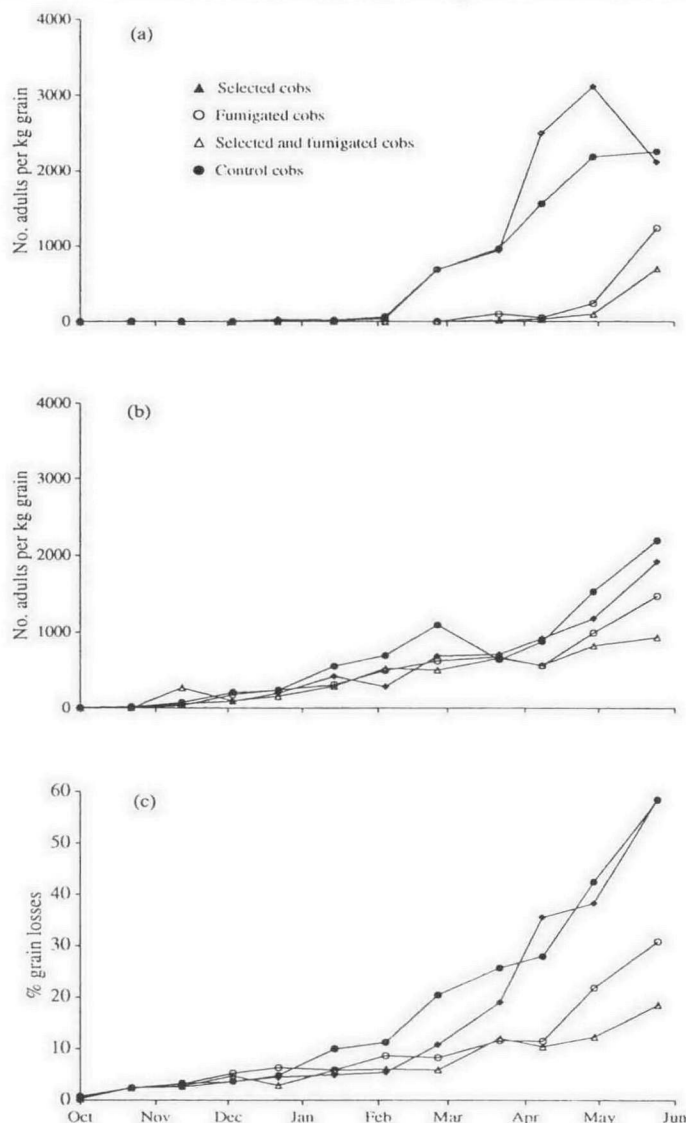 (a)
No. adults per kg grain
4000
3000
2000
1000
0
Selected cobs
Fumigated cobs
Selected and fumigated cobs
Control cobs
(b)
No. adults per kg grain
4000
3000
2000
1000
0
(c)
% grain losses
60
50
40
30
20
10
0
Oct Nov Dec Jan Feb Mar Apr May Jun